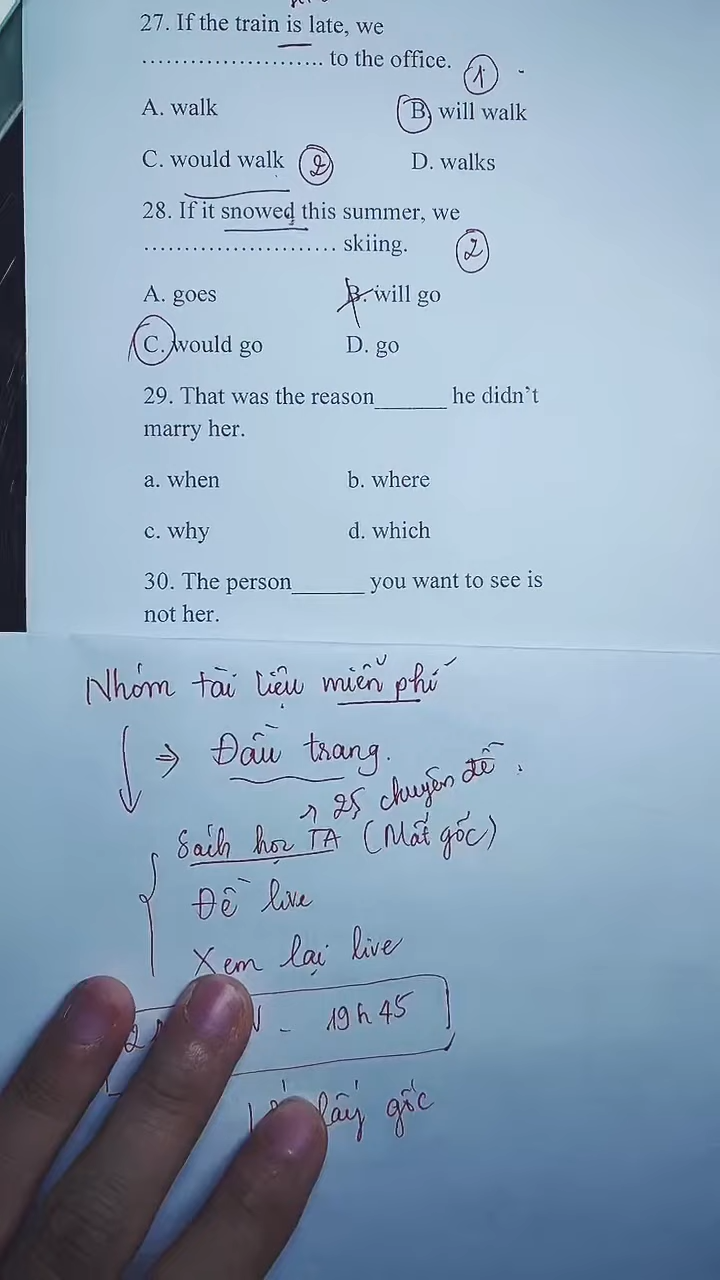 27. If the train is late, we
........................ to the office. 1
A. walk B. will walk
C. would walk 2 D. walks
28. If it snowed this summer, we
......................... skiing. 2
A. goes B. will go
C. would go D. go
29. That was the reason______ he didn't
marry her.
a. when b. where
c. why d. which
30. The person______ you want to see is
not her.
Nhóm tài liệu miễn phí
↓ ⇒ Đầu trang.
↗ 25 chuyên đề.
Sách học TA (Mất gốc)
Đề live
Xem lại live
- 19h45
lấy gốc